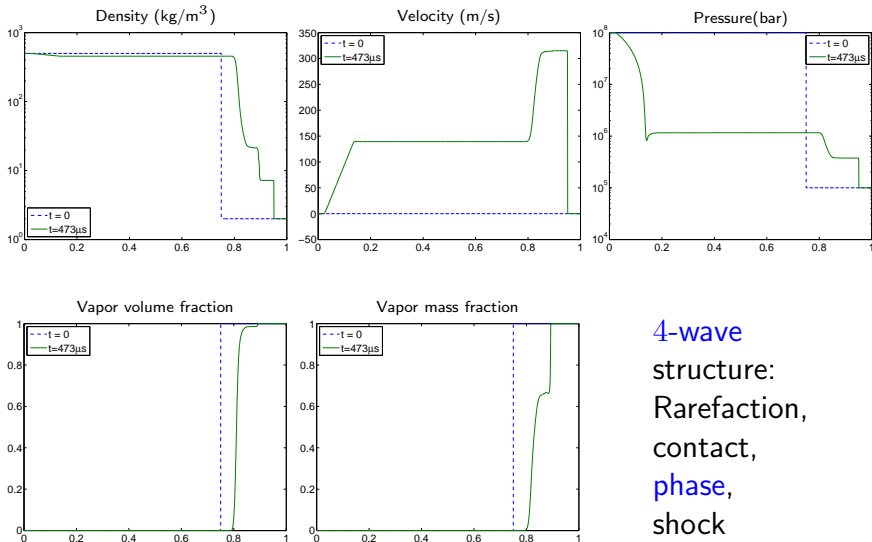 Density (kg/m³)
10³
10²
10¹
10⁰
t = 0
t=473μs
0 0.2 0.4 0.6 0.8 1
Velocity (m/s)
350
300
250
200
150
100
50
0
−50
t = 0
t=473μs
0 0.2 0.4 0.6 0.8 1
Pressure(bar)
10⁸
10⁷
10⁶
10⁵
10⁴
t = 0
t=473μs
0 0.2 0.4 0.6 0.8 1
Vapor volume fraction
1
0.8
0.6
0.4
0.2
0
t = 0
t=473μs
0 0.2 0.4 0.6 0.8 1
Vapor mass fraction
1
0.8
0.6
0.4
0.2
0
t = 0
t=473μs
0 0.2 0.4 0.6 0.8 1
4-wave
structure:
Rarefaction,
contact,
phase,
shock